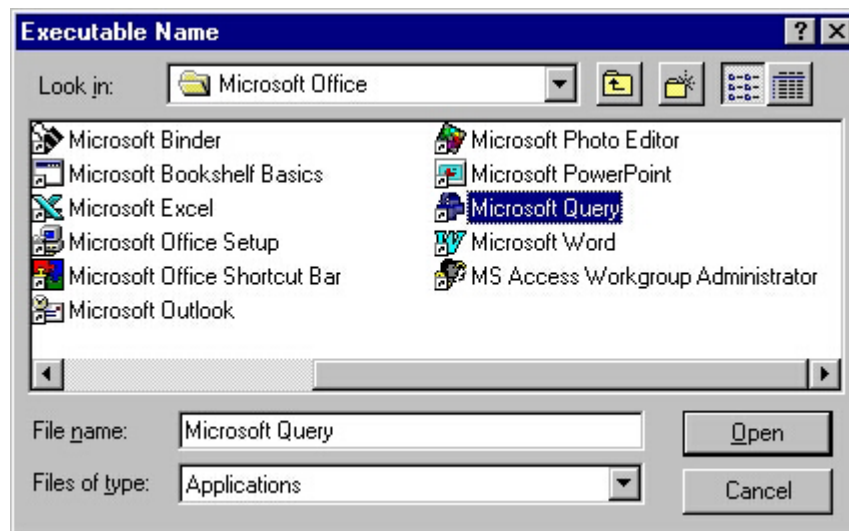 Executable Name
Look in: Microsoft Office
Microsoft Binder
Microsoft Bookshelf Basics
Microsoft Excel
Microsoft Office Setup
Microsoft Office Shortcut Bar
Microsoft Outlook
Microsoft Photo Editor
Microsoft PowerPoint
Microsoft Query
Microsoft Word
MS Access Workgroup Administrator
File name: Microsoft Query Open
Files of type: Applications Cancel